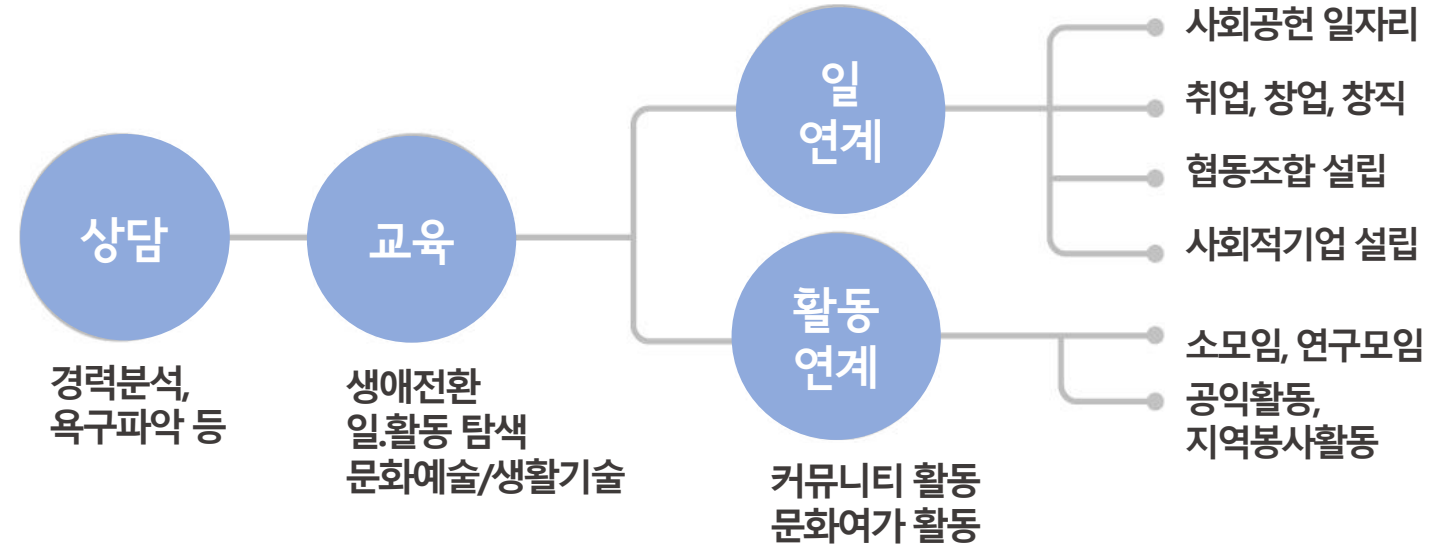 상담
경력분석,
욕구파악 등
교육
생애전환
일.활동 탐색
문화예술/생활기술
일
연계
사회공헌 일자리
취업, 창업, 창직
협동조합 설립
사회적기업 설립
활동
연계
커뮤니티 활동
문화여가 활동
소모임, 연구모임
공익활동,
지역봉사활동